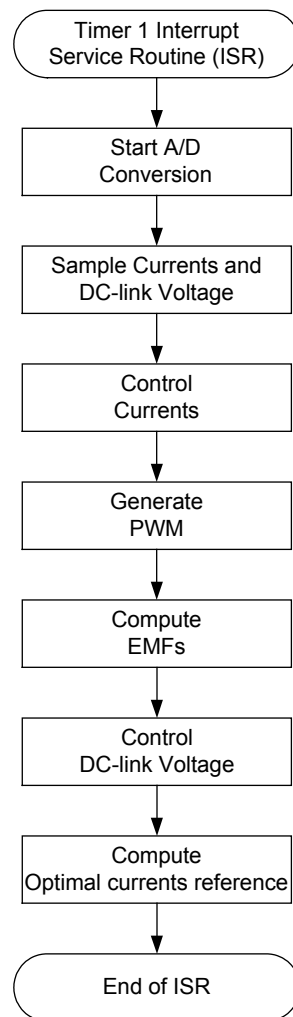 Timer 1 Interrupt
Service Routine (ISR)
Start A/D
Conversion
Sample Currents and
DC-link Voltage
Control
Currents
Generate
PWM
Compute
EMFs
Control
DC-link Voltage
Compute
Optimal currents reference
End of ISR